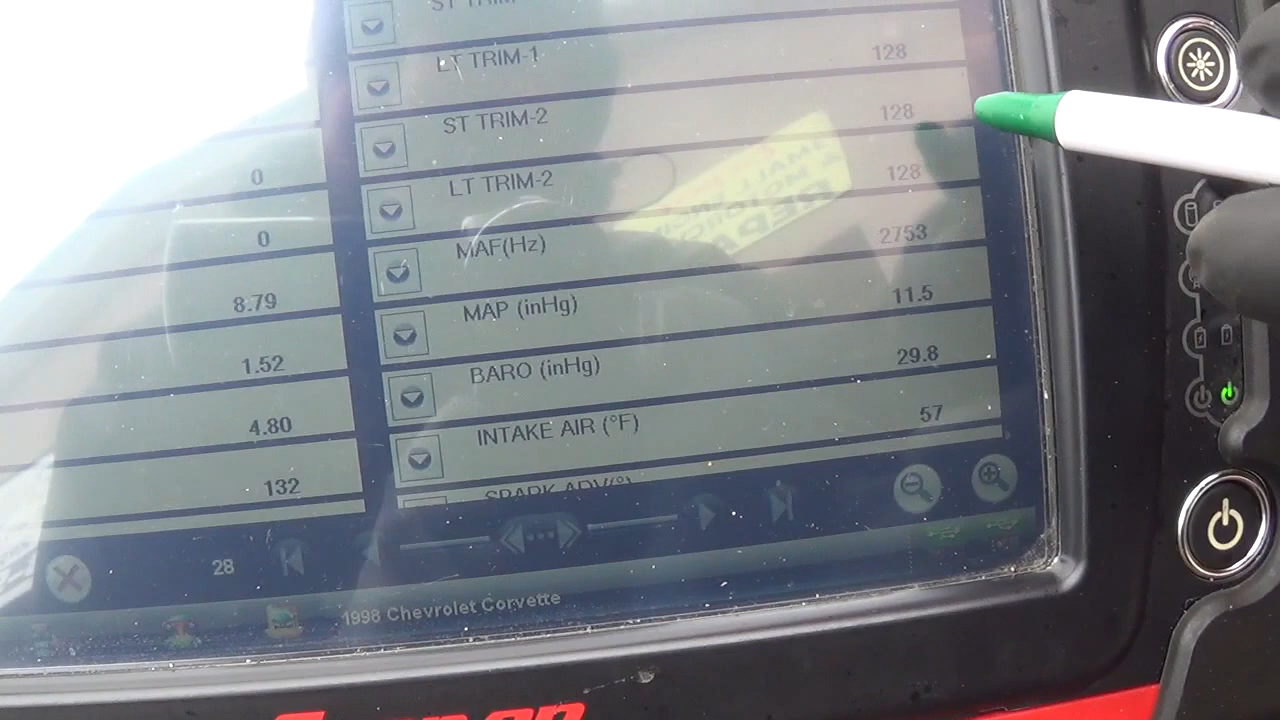 ST TRIM
LT TRIM-1 128
ST TRIM-2 128
0
LT TRIM-2 128
0
MAF(Hz) 2753
8.79
MAP (inHg) 11.5
1.52
BARO (inHg) 29.8
4.80
INTAKE AIR (°F) 57
132
SPARK ADV(°)
28
1998 Chevrolet Corvette